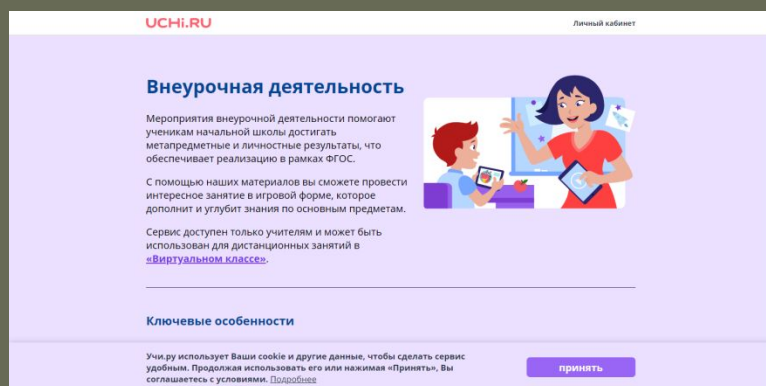 UCHi.RU
Личный кабинет
Внеурочная деятельность
Мероприятия внеурочной деятельности помогают
ученикам начальной школы достигать
метапредметные и личностные результаты, что
обеспечивает реализацию в рамках ФГОС.
С помощью наших материалов вы сможете провести
интересное занятие в игровой форме, которое
дополнит и углубит знания по основным предметам.
Сервис доступен только учителям и может быть
использован для дистанционных занятий в
«Виртуальном классе».
Ключевые особенности
Учи.ру использует Ваши cookie и другие данные, чтобы сделать сервис
удобным. Продолжая использовать его или нажимая «Принять», Вы
соглашаетесь с условиями. Подробнее
принять